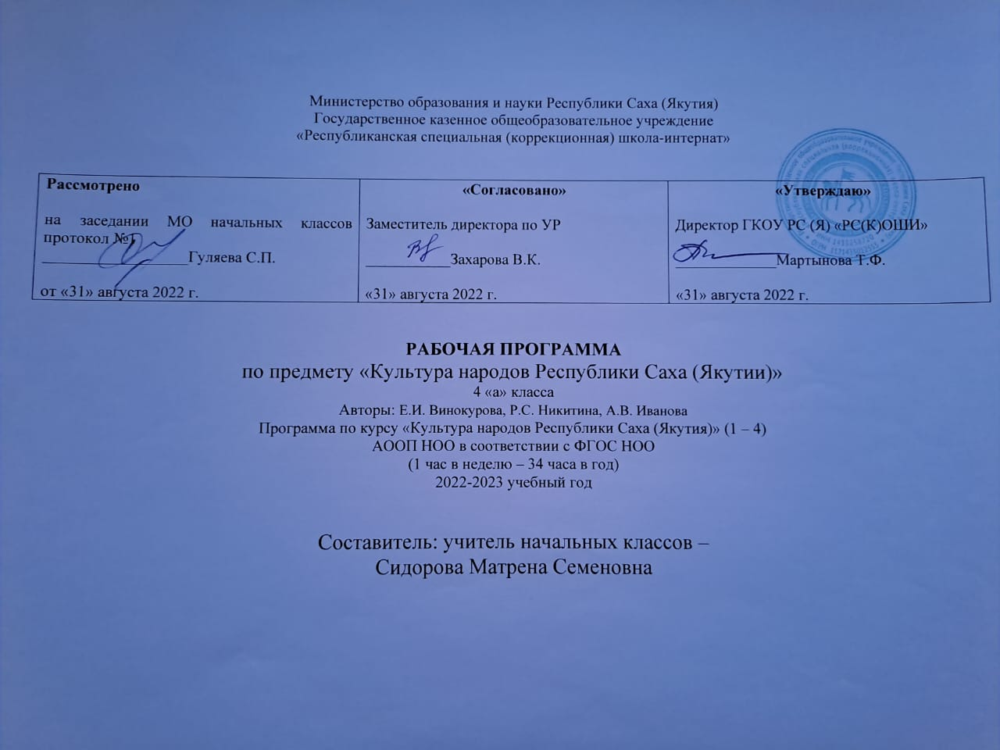 Министерство образования и науки Республики Саха (Якутия)
Государственное казенное общеобразовательное учреждение
«Республиканская специальная (коррекционная) школа-интернат»
Рассмотрено
на заседании МО начальных классов
протокол №1
Гуляева С.П.
от «31» августа 2022 г.
«Согласовано»
Заместитель директора по УР
Захарова В.К.
«31» августа 2022 г.
«Утверждаю»
Директор ГКОУ РС (Я) «РС(К)ОШИ»
Мартынова Т.Ф.
«31» августа 2022 г.
РАБОЧАЯ ПРОГРАММА
по предмету «Культура народов Республики Саха (Якутии)»
4 «а» класса
Авторы: Е.И. Винокурова, Р.С. Никитина, А.В. Иванова
Программа по курсу «Культура народов Республики Саха (Якутия)» (1 – 4)
АООП НОО в соответствии с ФГОС НОО
(1 час в неделю – 34 часа в год)
2022-2023 учебный год
Составитель: учитель начальных классов –
Сидорова Матрена Семеновна